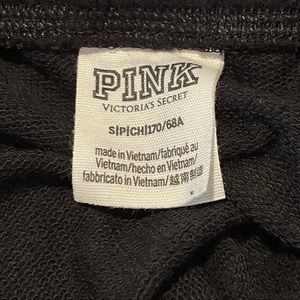 PINK
VICTORIA'S SECRET
S|P|CH|170/68A
made in Vietnam/fabriqué au
Vietnam/hecho en Vietnam/
fabbricato in Vietnam/越南制造